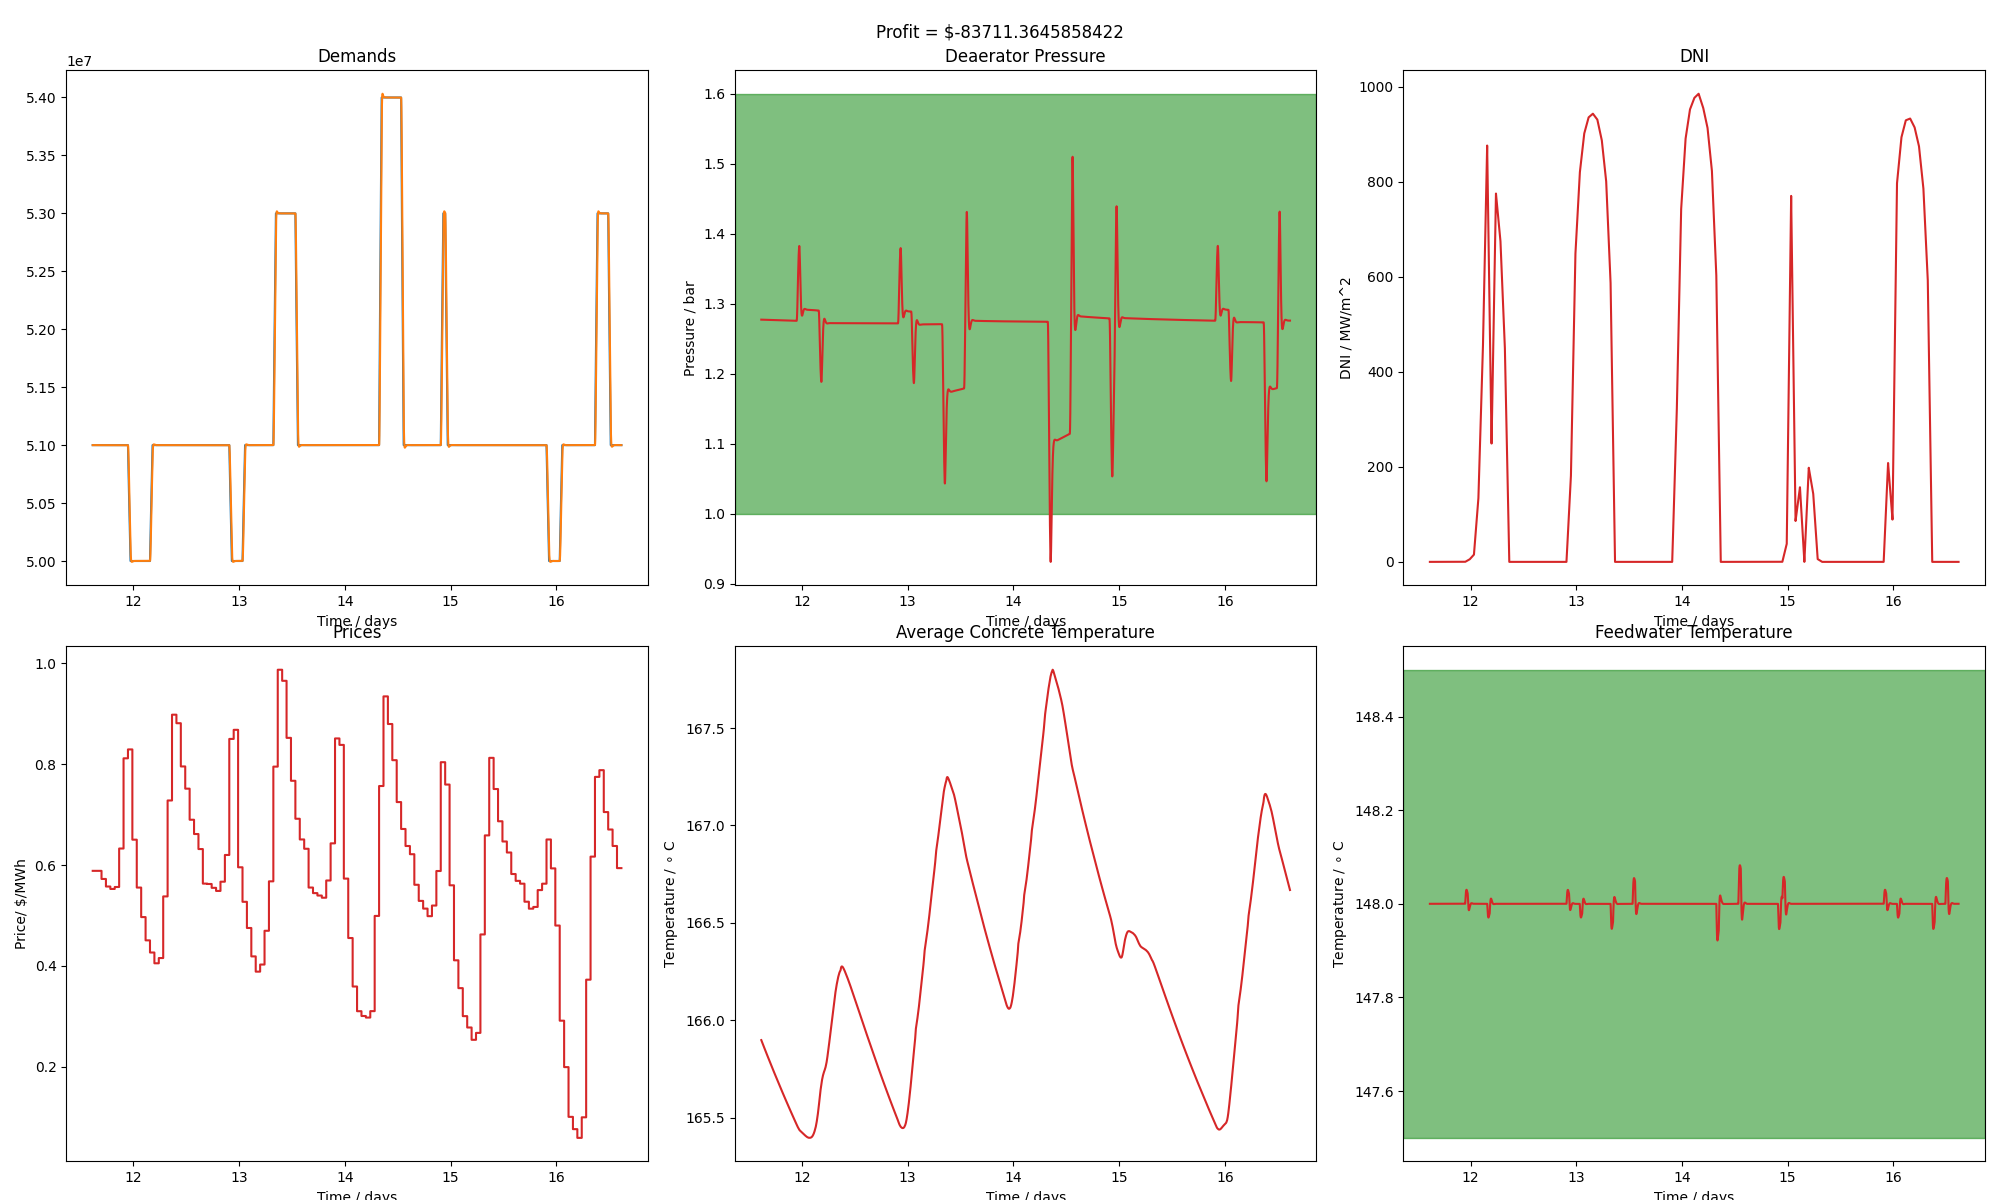 Profit = $-83711.3645858422
Demands
1e7
5.40
5.35
5.30
5.25
5.20
5.15
5.10
5.05
5.00
12 13 14 15 16
Time / days
Deaerator Pressure
Pressure / bar
1.6
1.5
1.4
1.3
1.2
1.1
1.0
0.9
12 13 14 15 16
Time / days
DNI
DNI / MW/m^2
1000
800
600
400
200
0
12 13 14 15 16
Time / days
Prices
Price/ $/MWh
1.0
0.8
0.6
0.4
0.2
12 13 14 15 16
Time / days
Average Concrete Temperature
Temperature / ∘ C
167.5
167.0
166.5
166.0
165.5
12 13 14 15 16
Time / days
Feedwater Temperature
Temperature / ∘ C
148.4
148.2
148.0
147.8
147.6
12 13 14 15 16
Time / days